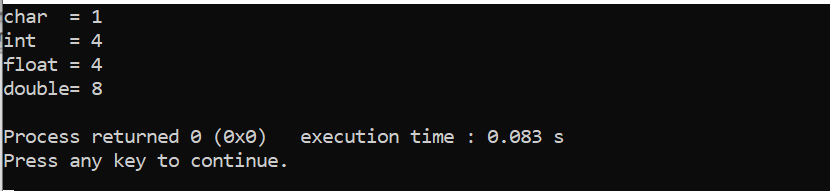 char  = 1
int   = 4
float = 4
double= 8
Process returned 0 (0x0)   execution time : 0.083 s
Press any key to continue.